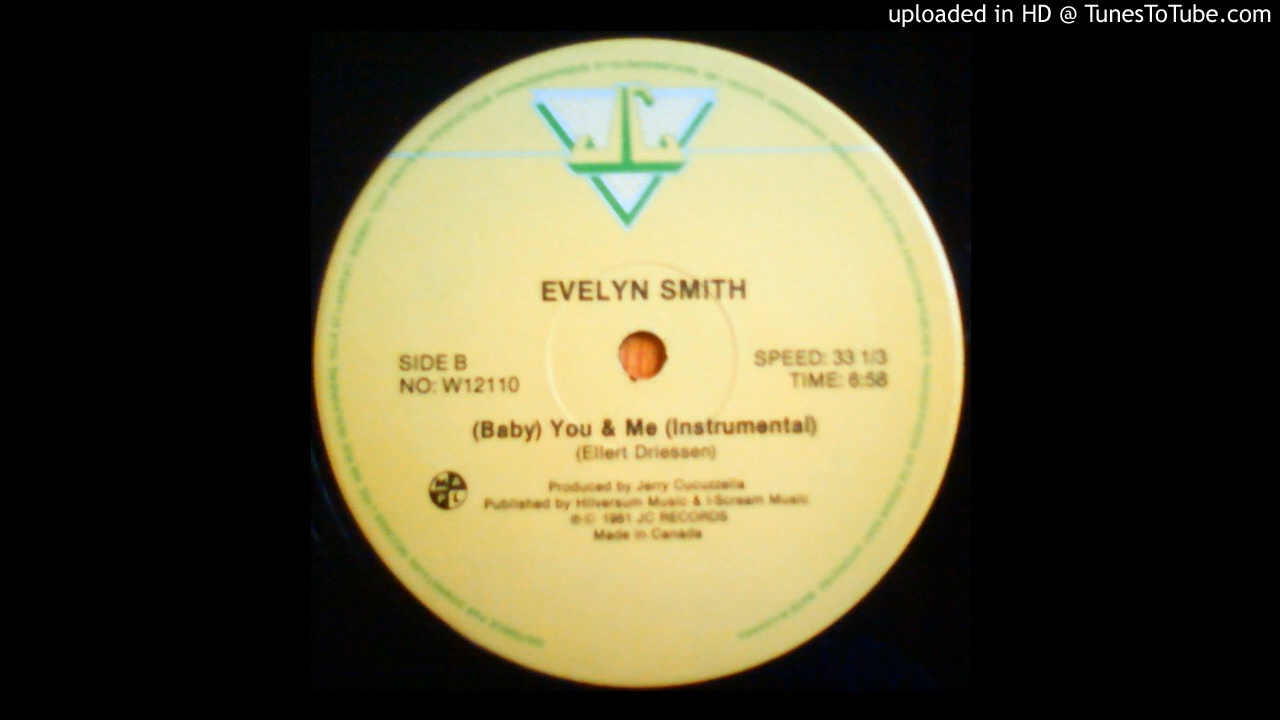 uploaded in HD @ TunesToTube.com
JC
EVELYN SMITH
SIDE B
NO: W12110
SPEED: 33 1/3
TIME: 6:58
(Baby) You & Me (Instrumental)
(Ellert Driessen)
MAPL
Produced by Jerry Cucuzzella
Published by Hilversum Music & I-Scream Music
℗© 1981 JC RECORDS
Made in Canada